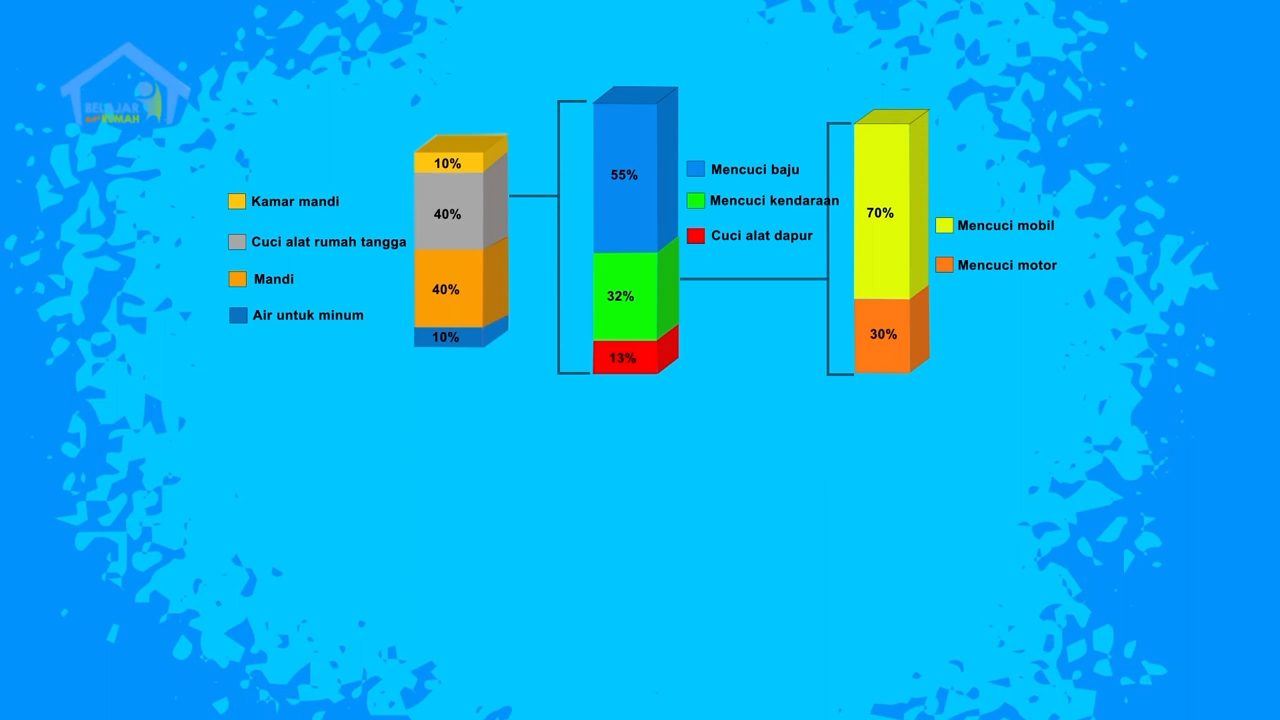 BELAJAR
dari RUMAH
Kamar mandi
Cuci alat rumah tangga
Mandi
Air untuk minum
10%
40%
40%
10%
55%
32%
13%
Mencuci baju
Mencuci kendaraan
Cuci alat dapur
70%
30%
Mencuci mobil
Mencuci motor